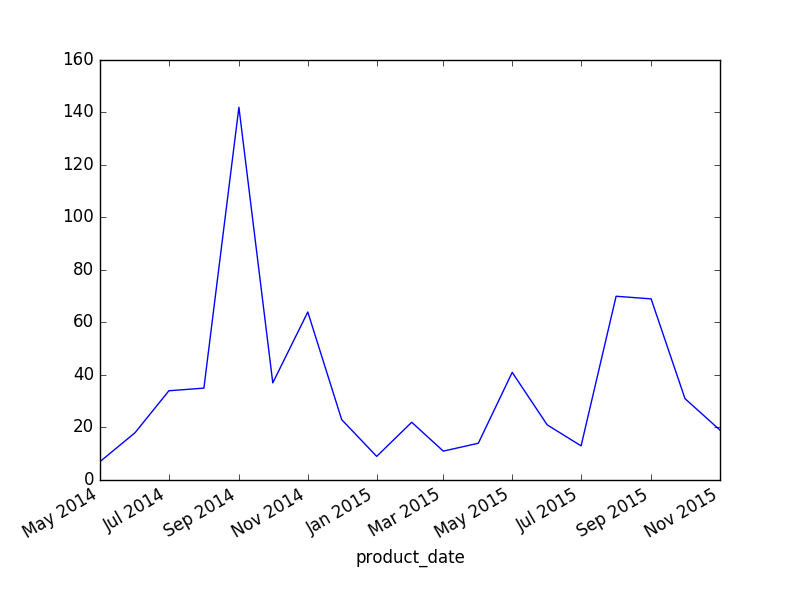 160
140
120
100
80
60
40
20
0
May 2014
Jul 2014
Sep 2014
Nov 2014
Jan 2015
Mar 2015
May 2015
Jul 2015
Sep 2015
Nov 2015
product_date